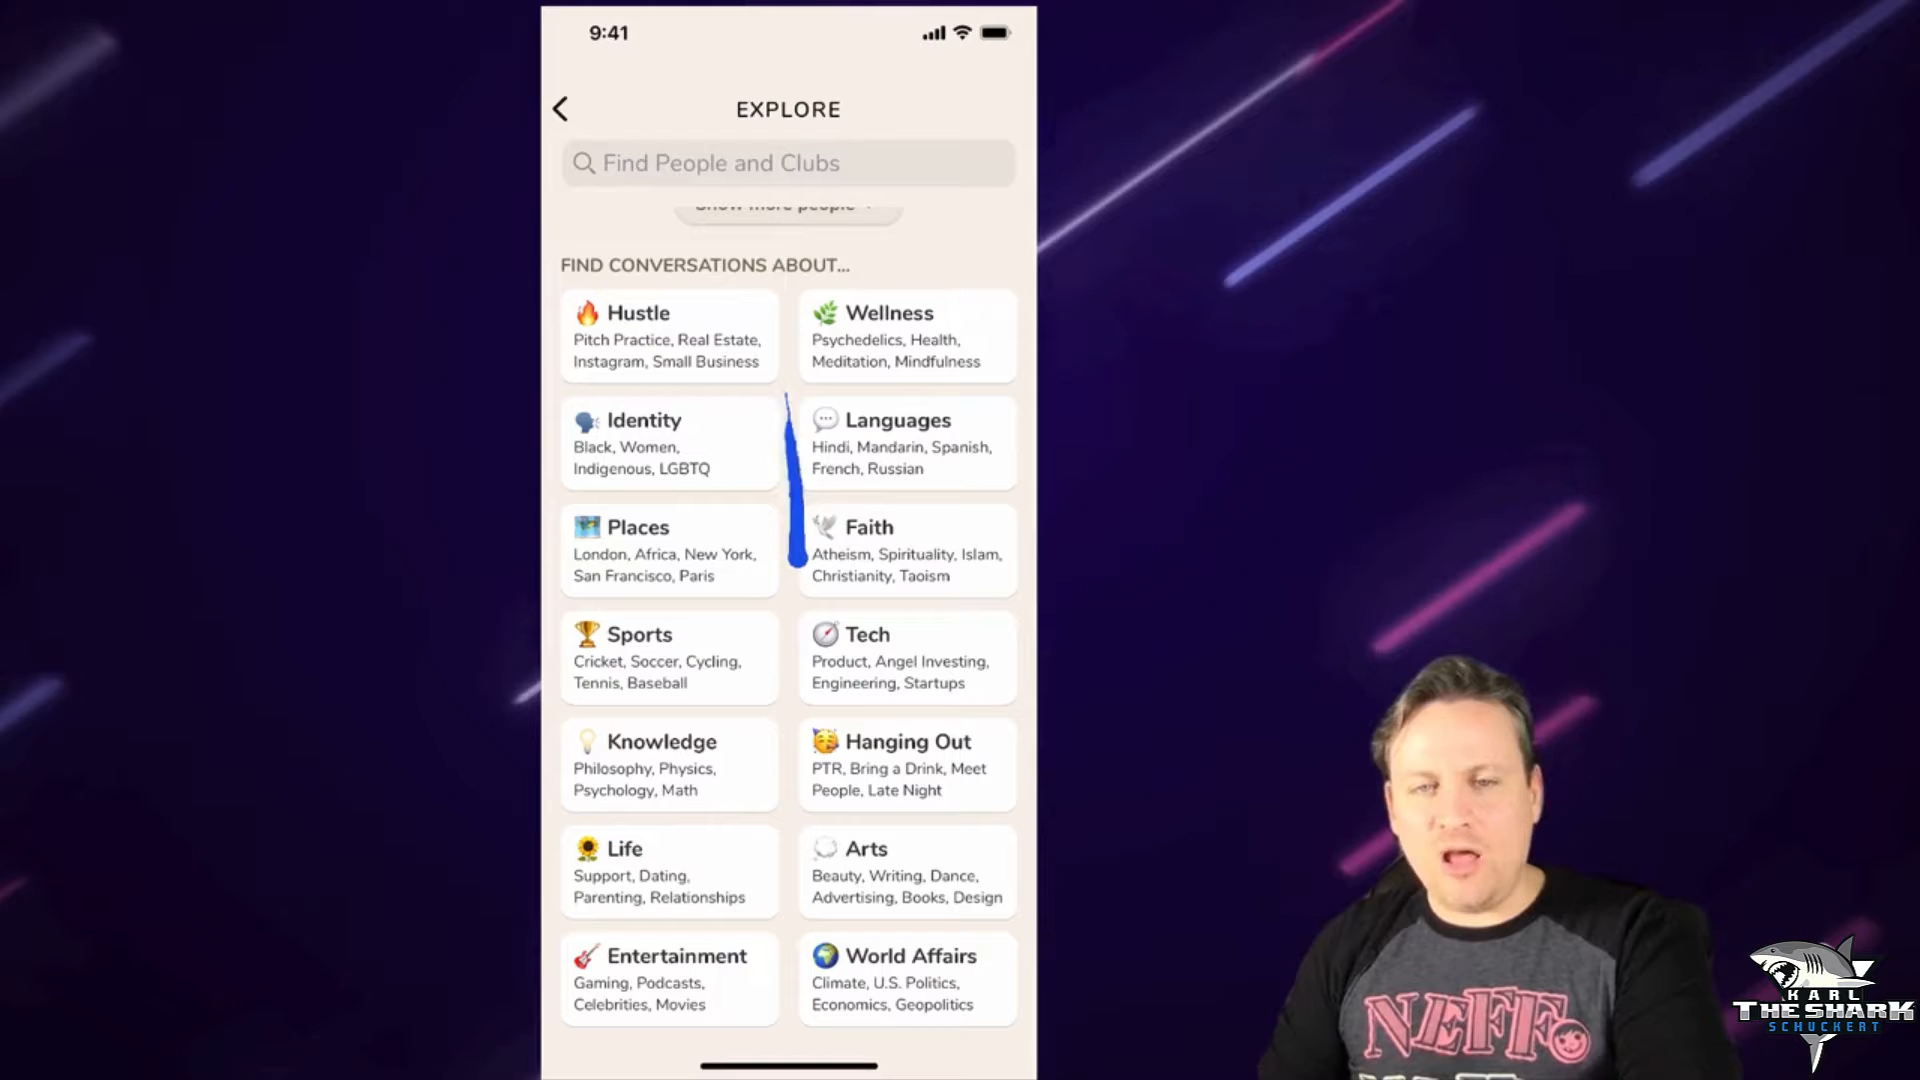 9:41
EXPLORE
Find People and Clubs
Show more people
FIND CONVERSATIONS ABOUT...
Hustle
Pitch Practice, Real Estate,
Instagram, Small Business
Wellness
Psychedelics, Health,
Meditation, Mindfulness
Identity
Black, Women,
Indigenous, LGBTQ
Languages
Hindi, Mandarin, Spanish,
French, Russian
Places
London, Africa, New York,
San Francisco, Paris
Faith
Atheism, Spirituality, Islam,
Christianity, Taoism
Sports
Cricket, Soccer, Cycling,
Tennis, Baseball
Tech
Product, Angel Investing,
Engineering, Startups
Knowledge
Philosophy, Physics,
Psychology, Math
Hanging Out
PTR, Bring a Drink, Meet
People, Late Night
Life
Support, Dating,
Parenting, Relationships
Arts
Beauty, Writing, Dance,
Advertising, Books, Design
Entertainment
Gaming, Podcasts,
Celebrities, Movies
World Affairs
Climate, U.S. Politics,
Economics, Geopolitics
NEFF
KARL
THE SHARK
SCHUCKERT